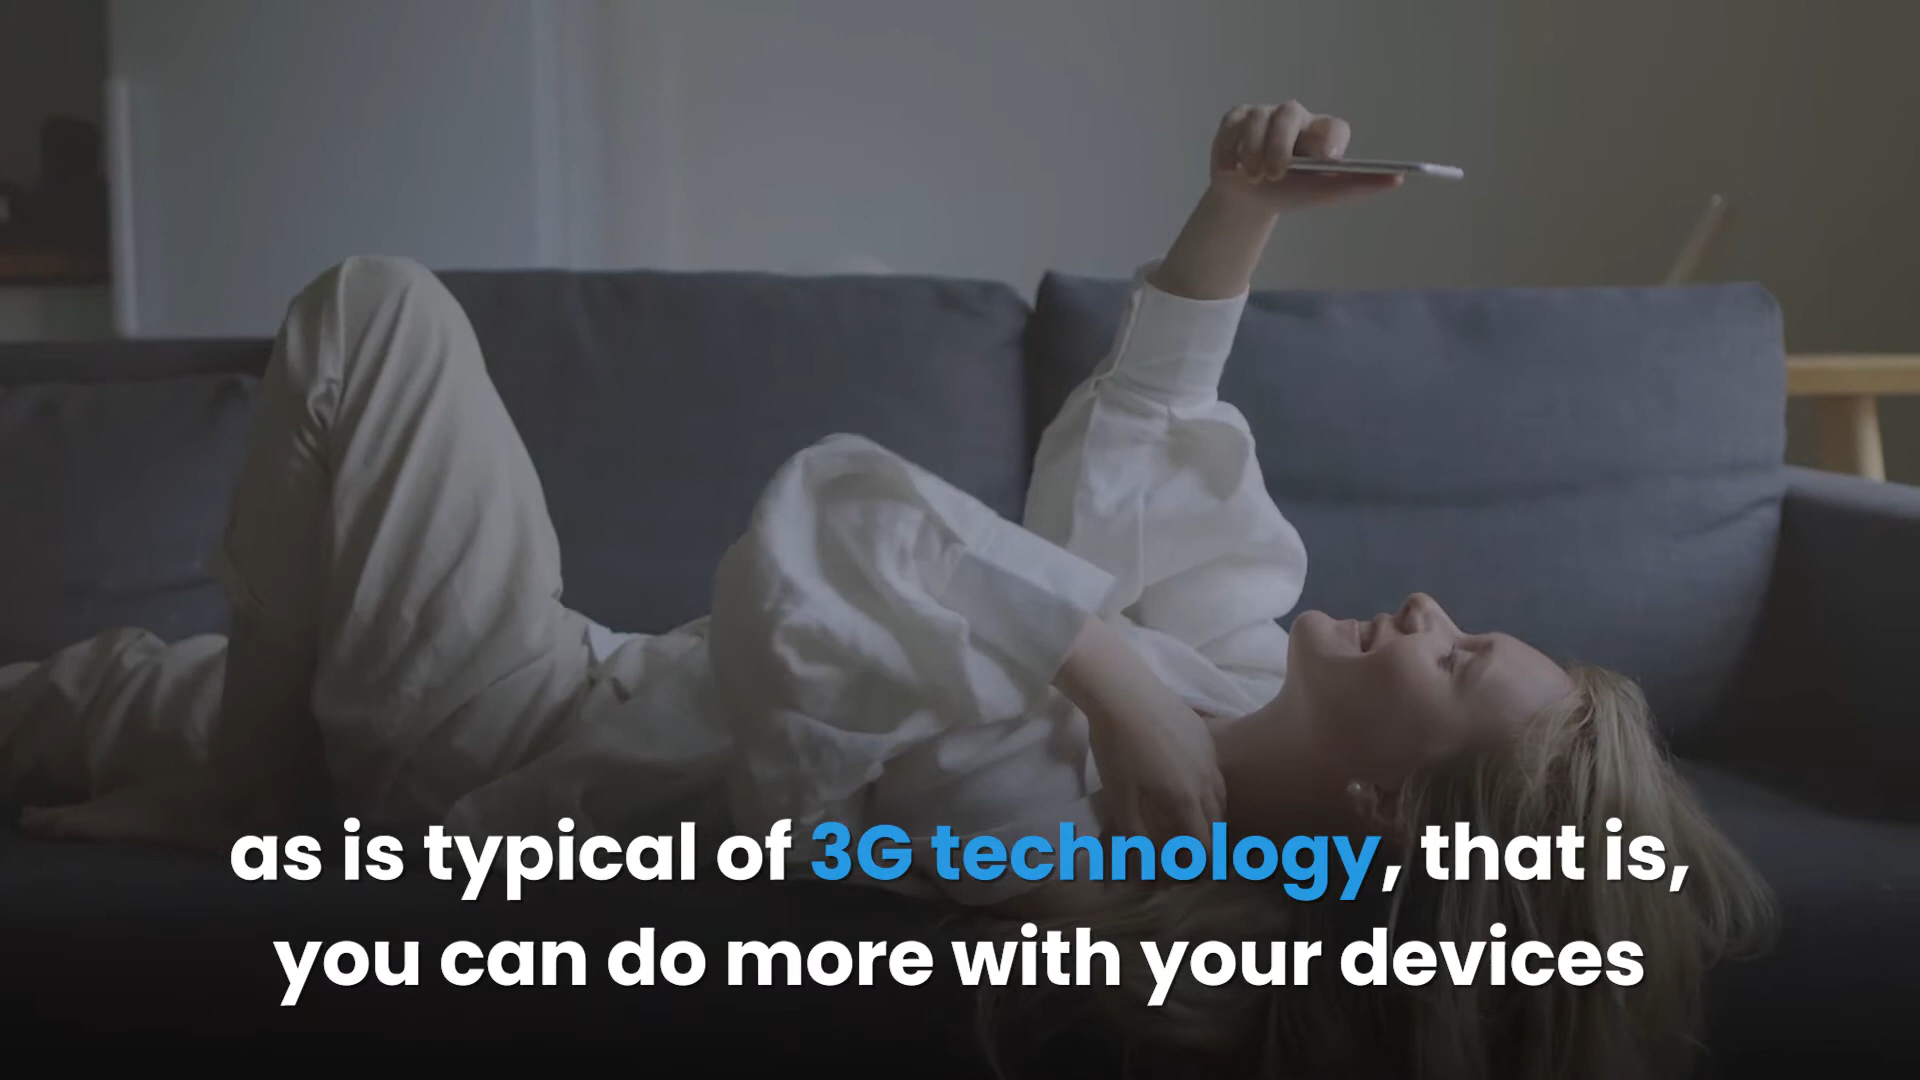 as is typical of 3G technology, that is,
you can do more with your devices